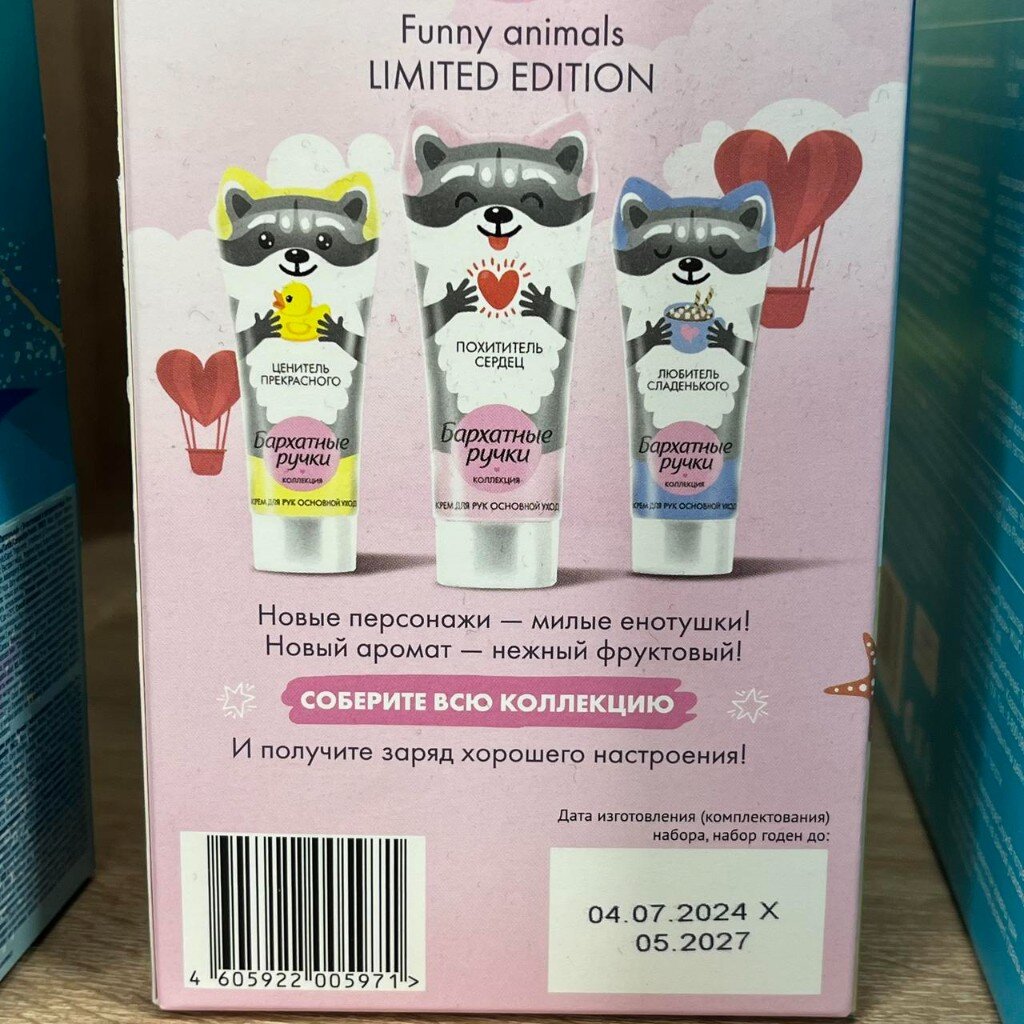 Funny animals
LIMITED EDITION
ЦЕНИТЕЛЬ
ПРЕКРАСНОГО
Бархатные
ручки
КОЛЛЕКЦИЯ
КРЕМ ДЛЯ РУК ОСНОВНОЙ УХОД
ПОХИТИТЕЛЬ
СЕРДЕЦ
Бархатные
ручки
КОЛЛЕКЦИЯ
КРЕМ ДЛЯ РУК ОСНОВНОЙ УХОД
ЛЮБИТЕЛЬ
СЛАДЕНЬКОГО
Бархатные
ручки
КОЛЛЕКЦИЯ
КРЕМ ДЛЯ РУК ОСНОВНОЙ УХОД
Новые персонажи — милые енотушки!
Новый аромат — нежный фруктовый!
СОБЕРИТЕ ВСЮ КОЛЛЕКЦИЮ
И получите заряд хорошего настроения!
Дата изготовления (комплектования)
набора, набор годен до:
04.07.2024 X
05.2027
4 605922 005971 >